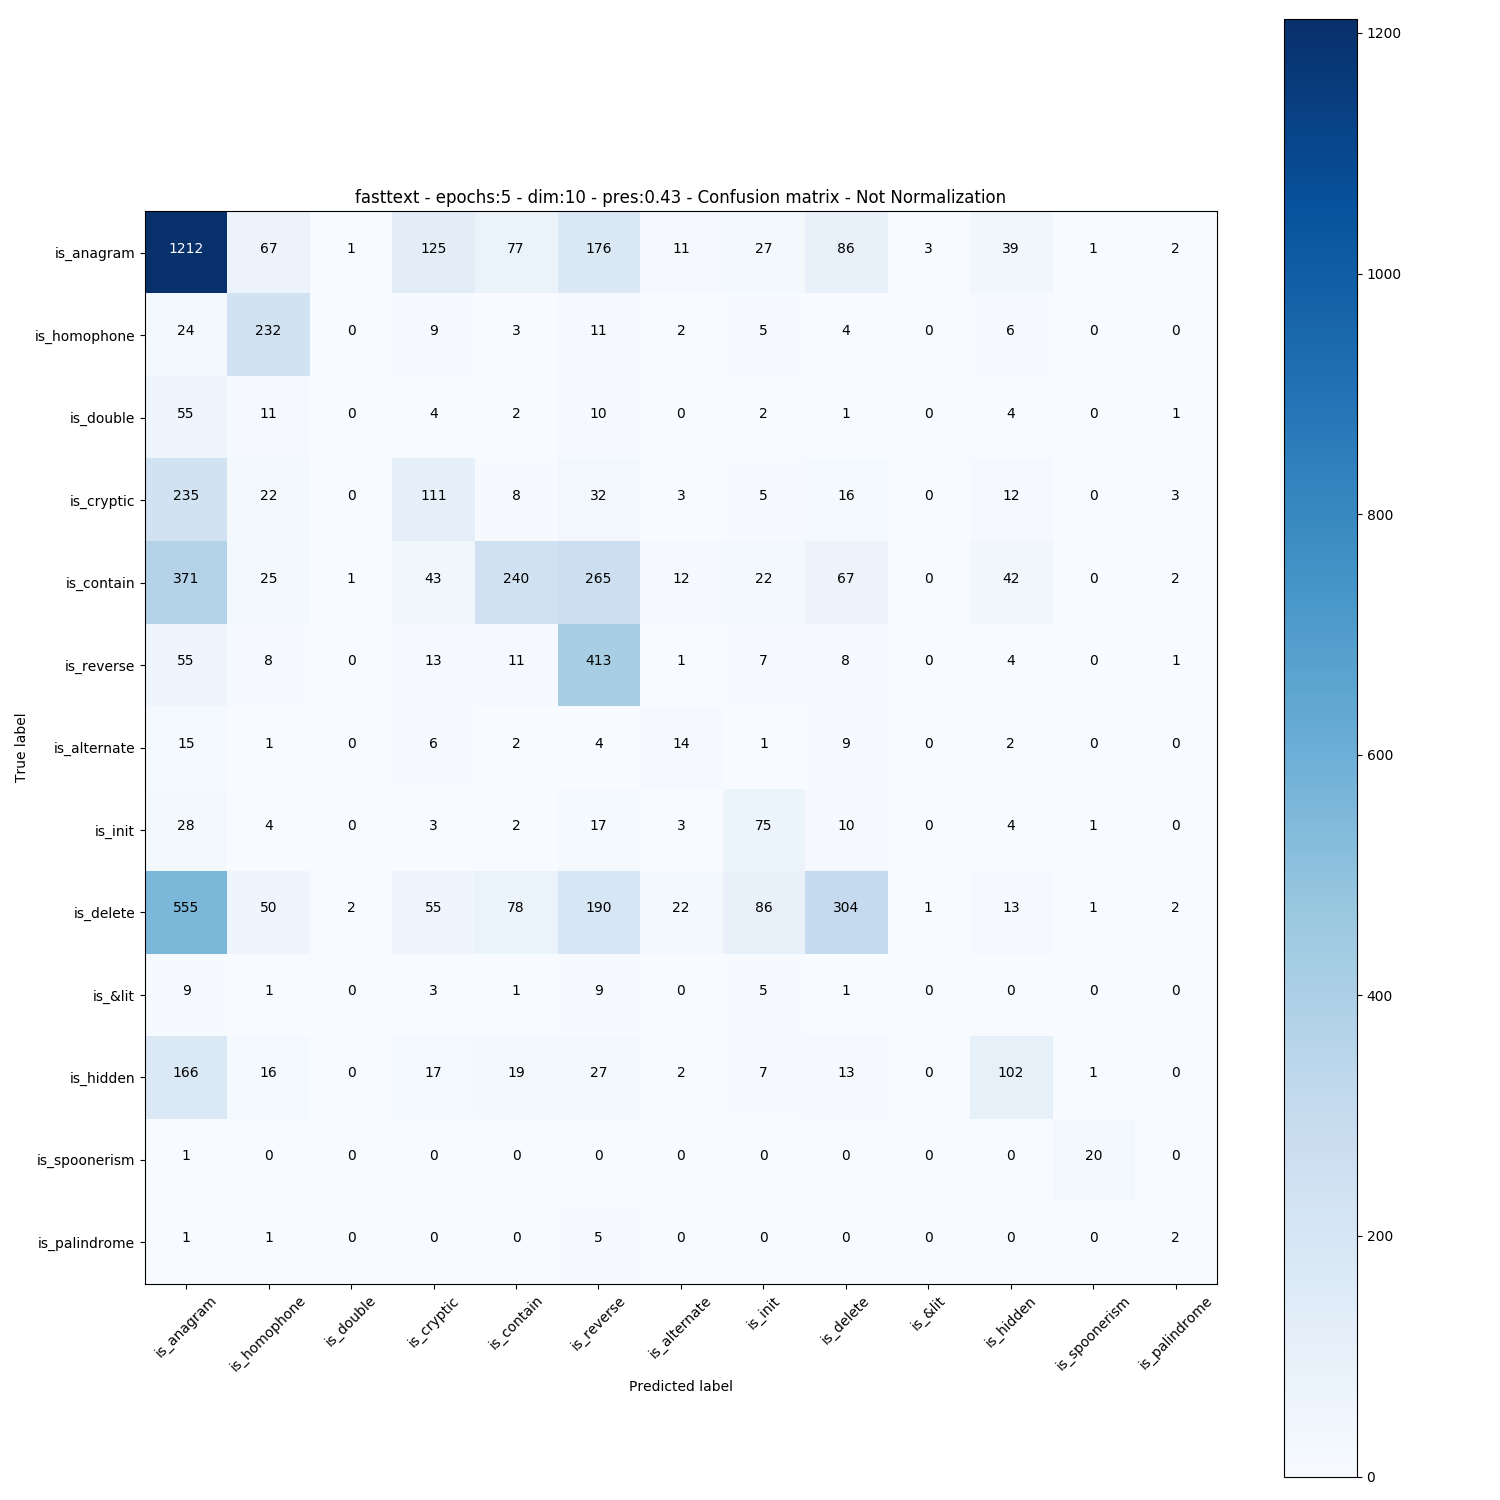 fasttext - epochs:5 - dim:10 - pres:0.43 - Confusion matrix - Not Normalization
is_anagram 1212 67 1 125 77 176 11 27 86 3 39 1 2
is_homophone 24 232 0 9 3 11 2 5 4 0 6 0 0
is_double 55 11 0 4 2 10 0 2 1 0 4 0 1
is_cryptic 235 22 0 111 8 32 3 5 16 0 12 0 3
is_contain 371 25 1 43 240 265 12 22 67 0 42 0 2
is_reverse 55 8 0 13 11 413 1 7 8 0 4 0 1
is_alternate 15 1 0 6 2 4 14 1 9 0 2 0 0
is_init 28 4 0 3 2 17 3 75 10 0 4 1 0
is_delete 555 50 2 55 78 190 22 86 304 1 13 1 2
is_&lit 9 1 0 3 1 9 0 5 1 0 0 0 0
is_hidden 166 16 0 17 19 27 2 7 13 0 102 1 0
is_spoonerism 1 0 0 0 0 0 0 0 0 0 0 20 0
is_palindrome 1 1 0 0 0 5 0 0 0 0 0 0 2
True label
is_anagram is_homophone is_double is_cryptic is_contain is_reverse is_alternate is_init is_delete is_&lit is_hidden is_spoonerism is_palindrome
Predicted label
1200
1000
800
600
400
200
0